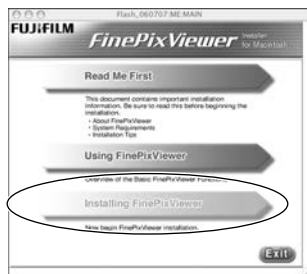 Flash_060707:ME:MAIN
FUJIFILM
FinePixViewer Installer
for Macintosh
Read Me First
This document contains important installation
information. Be sure to read this before beginning the
installation.
- About FinePixViewer
- System Requirements
- Installation Tips
Using FinePixViewer
Overview of the Basic FinePixViewer
Installing FinePixViewer
Now begin FinePixViewer installation.
Exit